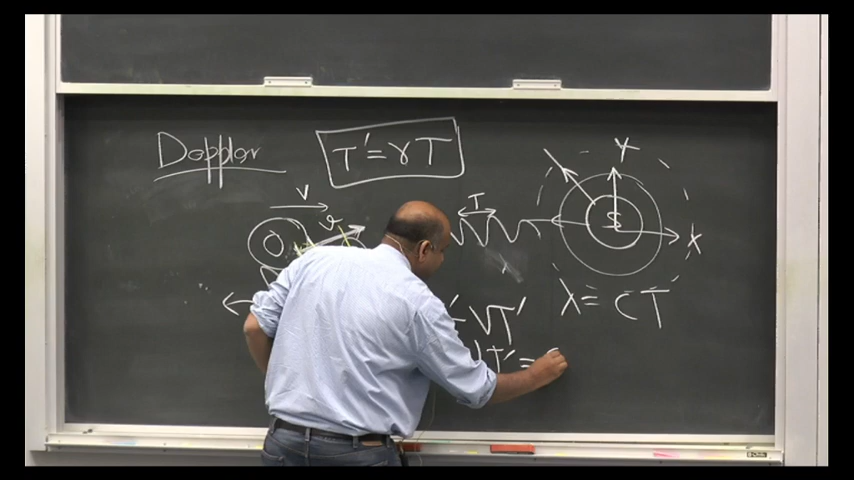 Doppler
T' = γT
V
v
T
Y
S
X
λ = CT
' - VT'
) T' =